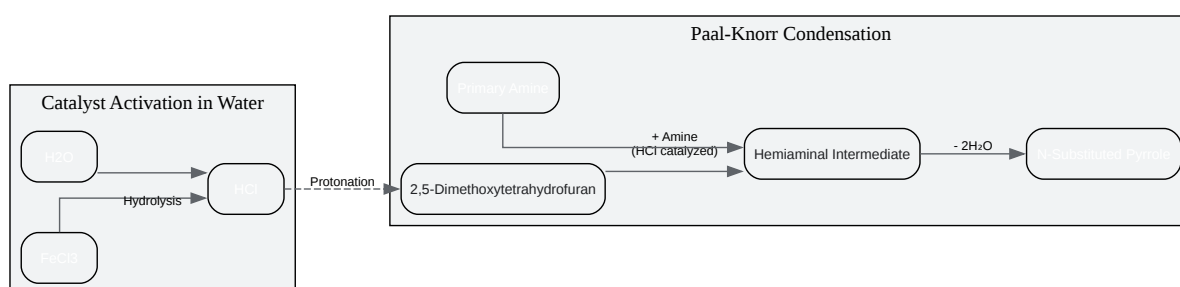 Paal-Knorr Condensation
Primary Amine
Catalyst Activation in Water
H2O
HCl
Hydrolysis
FeCl3
Protonation
2,5-Dimethoxytetrahydrofuran
+ Amine
(HCl catalyzed)
Hemiaminal Intermediate
- 2H₂O
N-Substituted Pyrrole